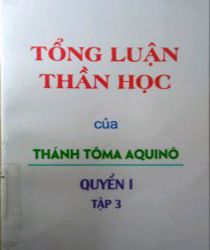 TỔNG LUẬN
THẦN HỌC
của
THÁNH TÔMA AQUINÔ
QUYỂN I
TẬP 3